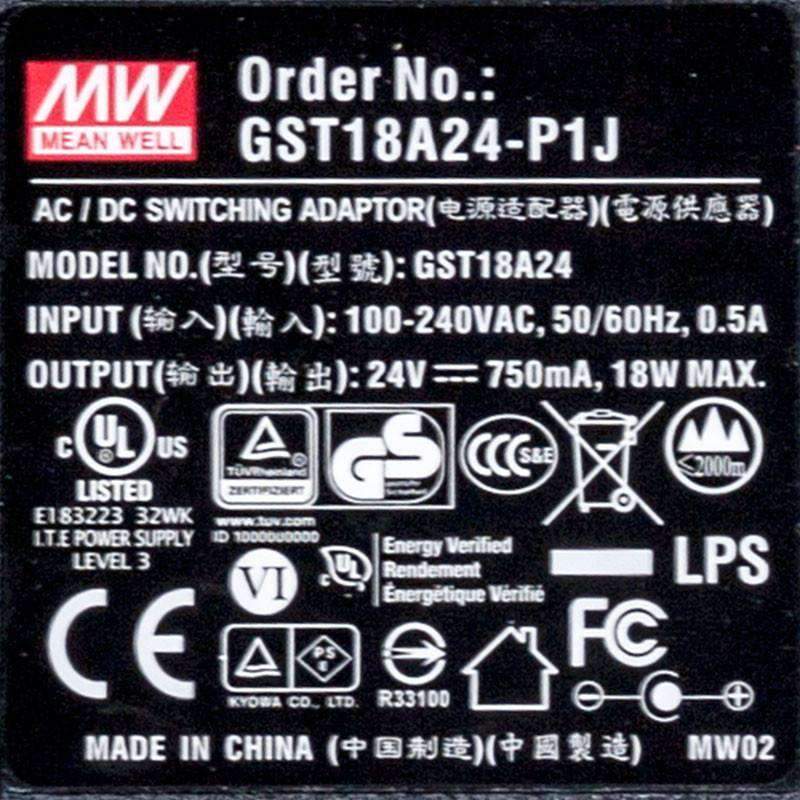 MW
MEAN WELL
Order No.:
GST18A24-P1J
AC / DC SWITCHING ADAPTOR(电源适配器)(電源供應器)
MODEL NO.(型号)(型號): GST18A24
INPUT (输入)(輸入): 100-240VAC, 50/60Hz, 0.5A
OUTPUT(输出)(輸出): 24V ⎓ 750mA, 18W MAX.
C UL US
LISTED
E183223 32WK
I.T.E POWER SUPPLY
LEVEL 3
TÜVRheinland
ZERTIFIZIERT
www.tuv.com
ID 1000000000
GS
geprüfte
Sicherheit
CCC S&E
≤2000m
VI
c UL
Energy Verified
Rendement
Énergétique Vérifié
LPS
CE
PS
E
KYOWA CO., LTD.
R33100
FC
MADE IN CHINA (中国制造)(中國製造)
MW02